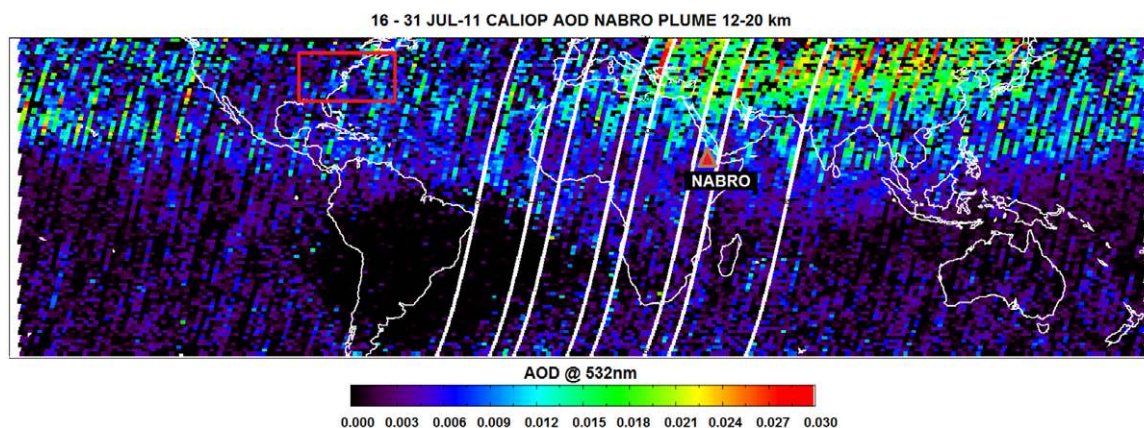 16 - 31 JUL-11 CALIOP AOD NABRO PLUME 12-20 km
NABRO
AOD @ 532nm
0.000 0.003 0.006 0.009 0.012 0.015 0.018 0.021 0.024 0.027 0.030